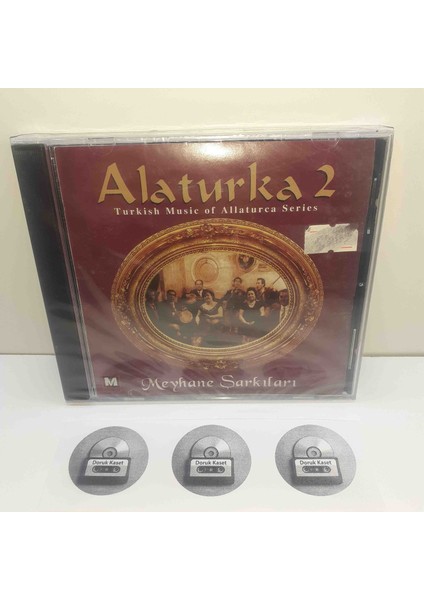 Alaturka 2
Turkish Music of Allaturca Series
M
Meyhane Şarkıları
Doruk Kaset
Doruk Kaset
Doruk Kaset